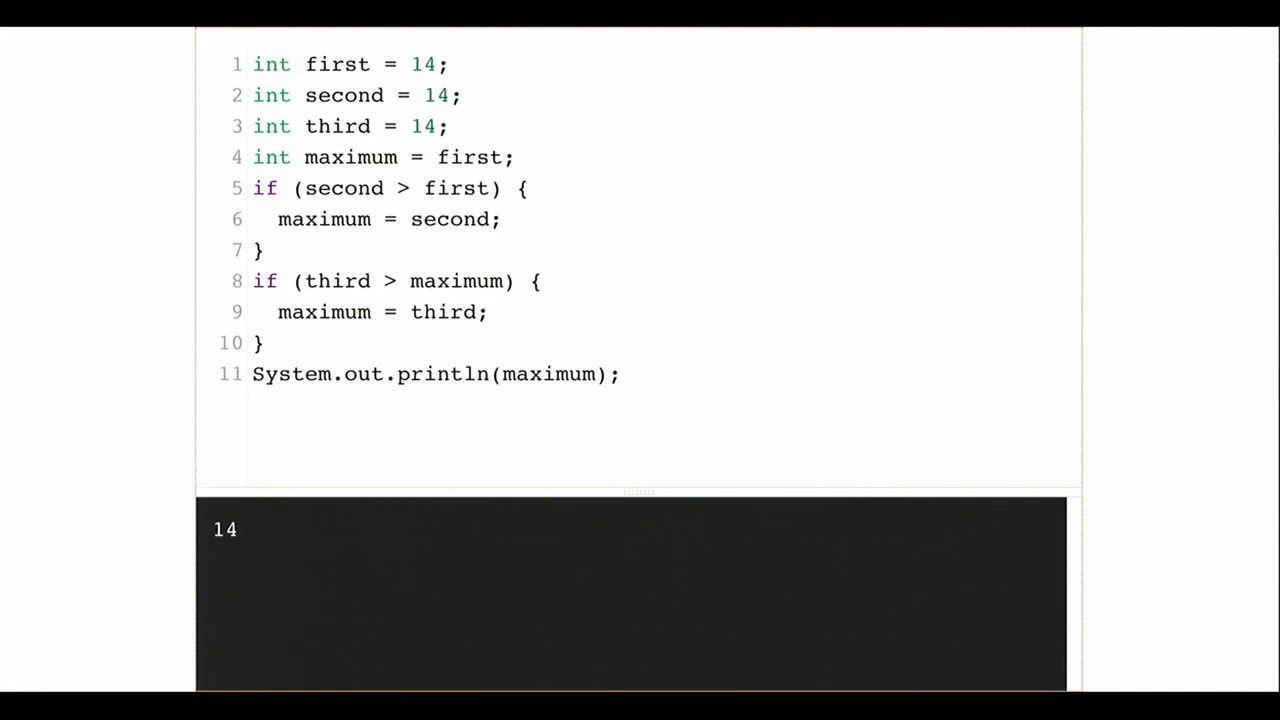 1 int first = 14;
2 int second = 14;
3 int third = 14;
4 int maximum = first;
5 if (second > first) {
6   maximum = second;
7 }
8 if (third > maximum) {
9   maximum = third;
10 }
11 System.out.println(maximum);
14